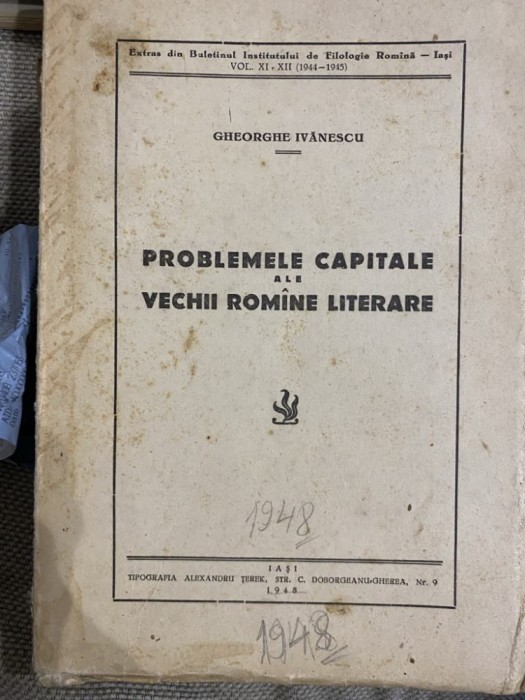 Extras din Buletinul Institutului de Filologie Romînă — Iași
VOL. XI - XII (1944—1945)
GHEORGHE IVĂNESCU
PROBLEMELE CAPITALE
ALE
VECHII ROMÎNE LITERARE
1948
IAȘI
TIPOGRAFIA ALEXANDRU ȚEREK, STR. C. DOBORGEANU-GHEREA, Nr. 9
1948
1948